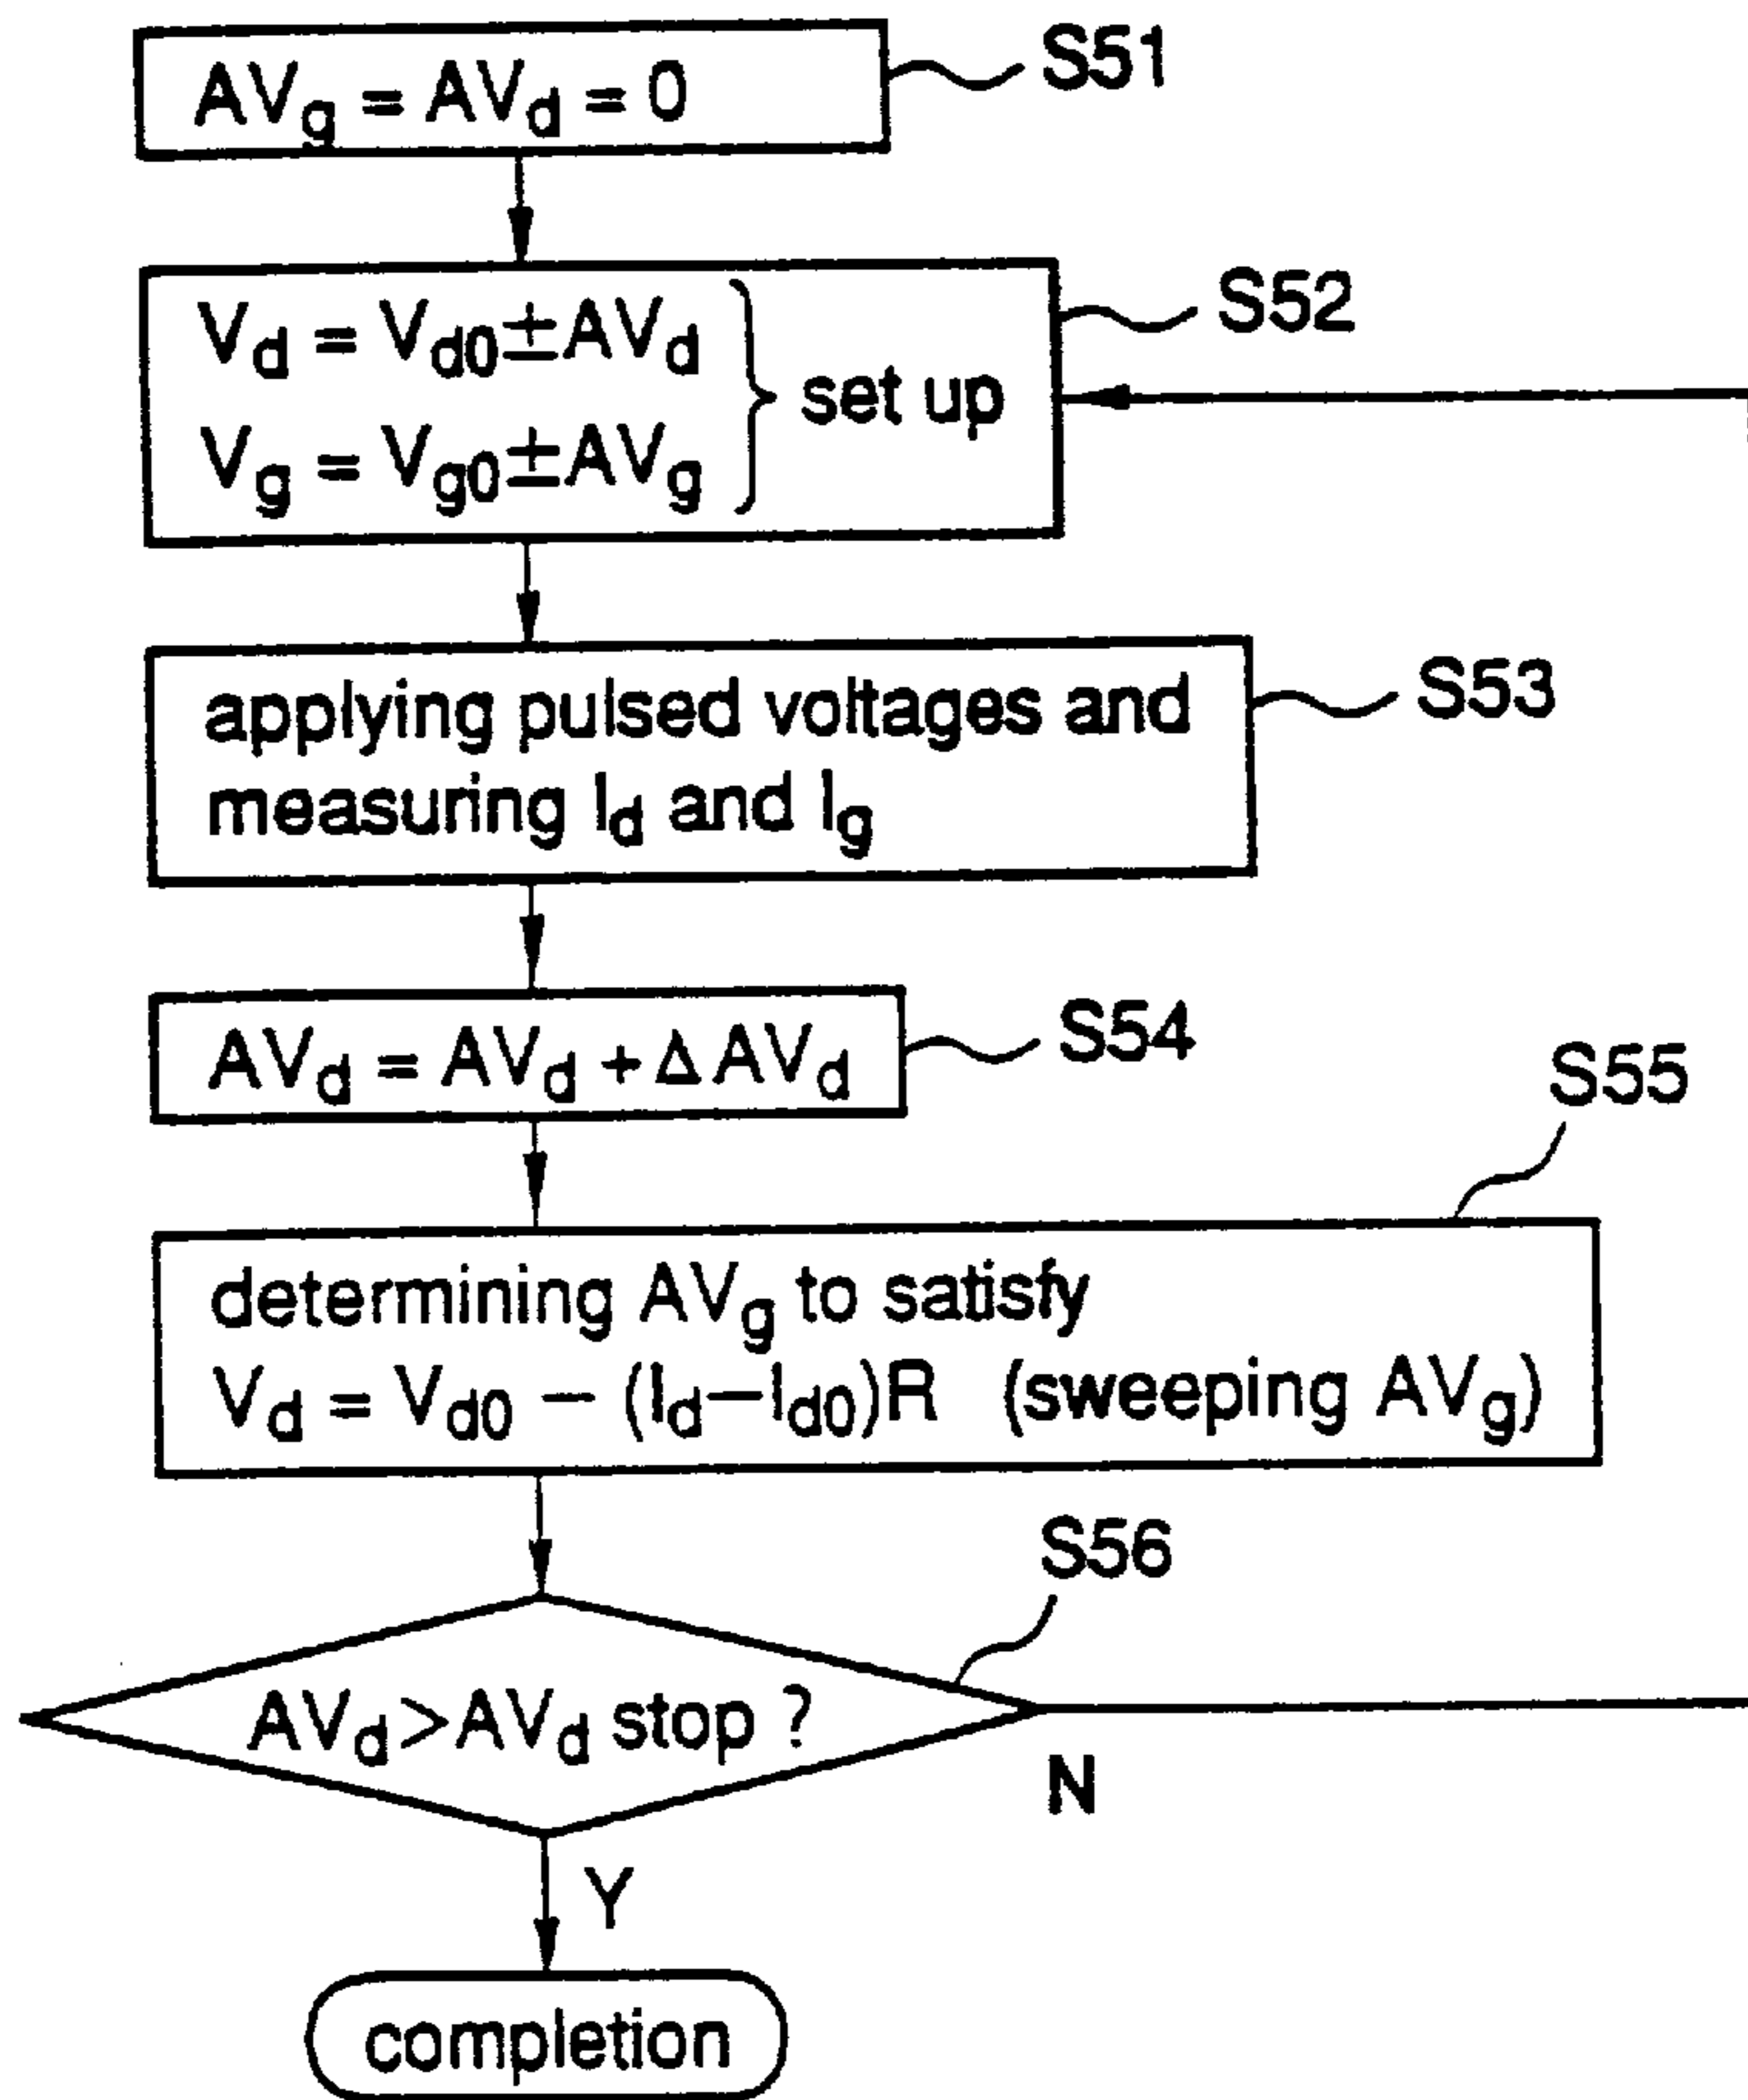 AVg = AVd = 0
S51
Vd = Vd0±AVd
Vg = Vg0±AVg
set up
S52
applying pulsed voltages and
measuring Id and Ig
S53
AVd = AVd + Δ AVd
S54
S55
determining AVg to satisfy
Vd = Vd0 − (Id−Id0)R (sweeping AVg)
S56
AVd>AVd stop ?
N
Y
completion